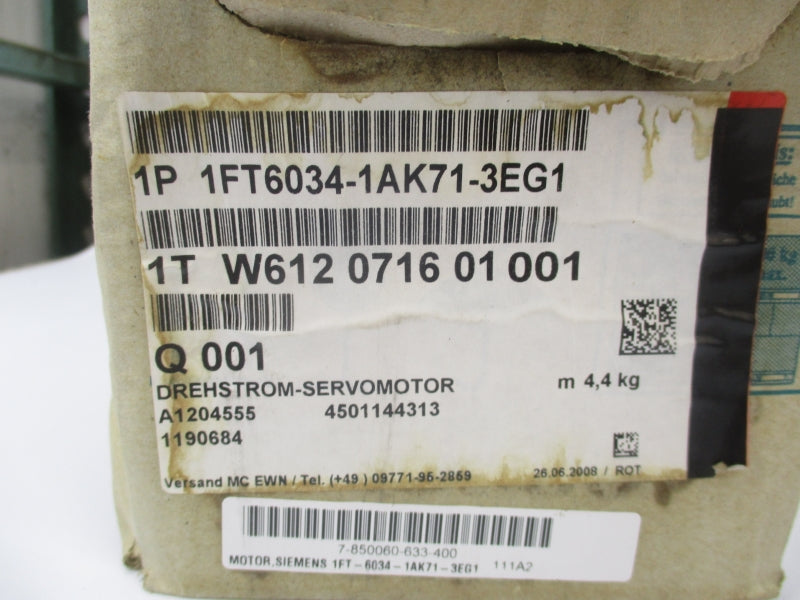 1P 1FT6034-1AK71-3EG1
1T W612 0716 01 001
Q 001
DREHSTROM-SERVOMOTOR m 4,4 kg
A1204555 4501144313
1190684
Versand MC EWN / Tel. (+49 ) 09771-95-2859 26.06.2008 / ROT
7-850060-633-400
MOTOR,SIEMENS 1FT-6034-1AK71-3EG1 111A2
kg